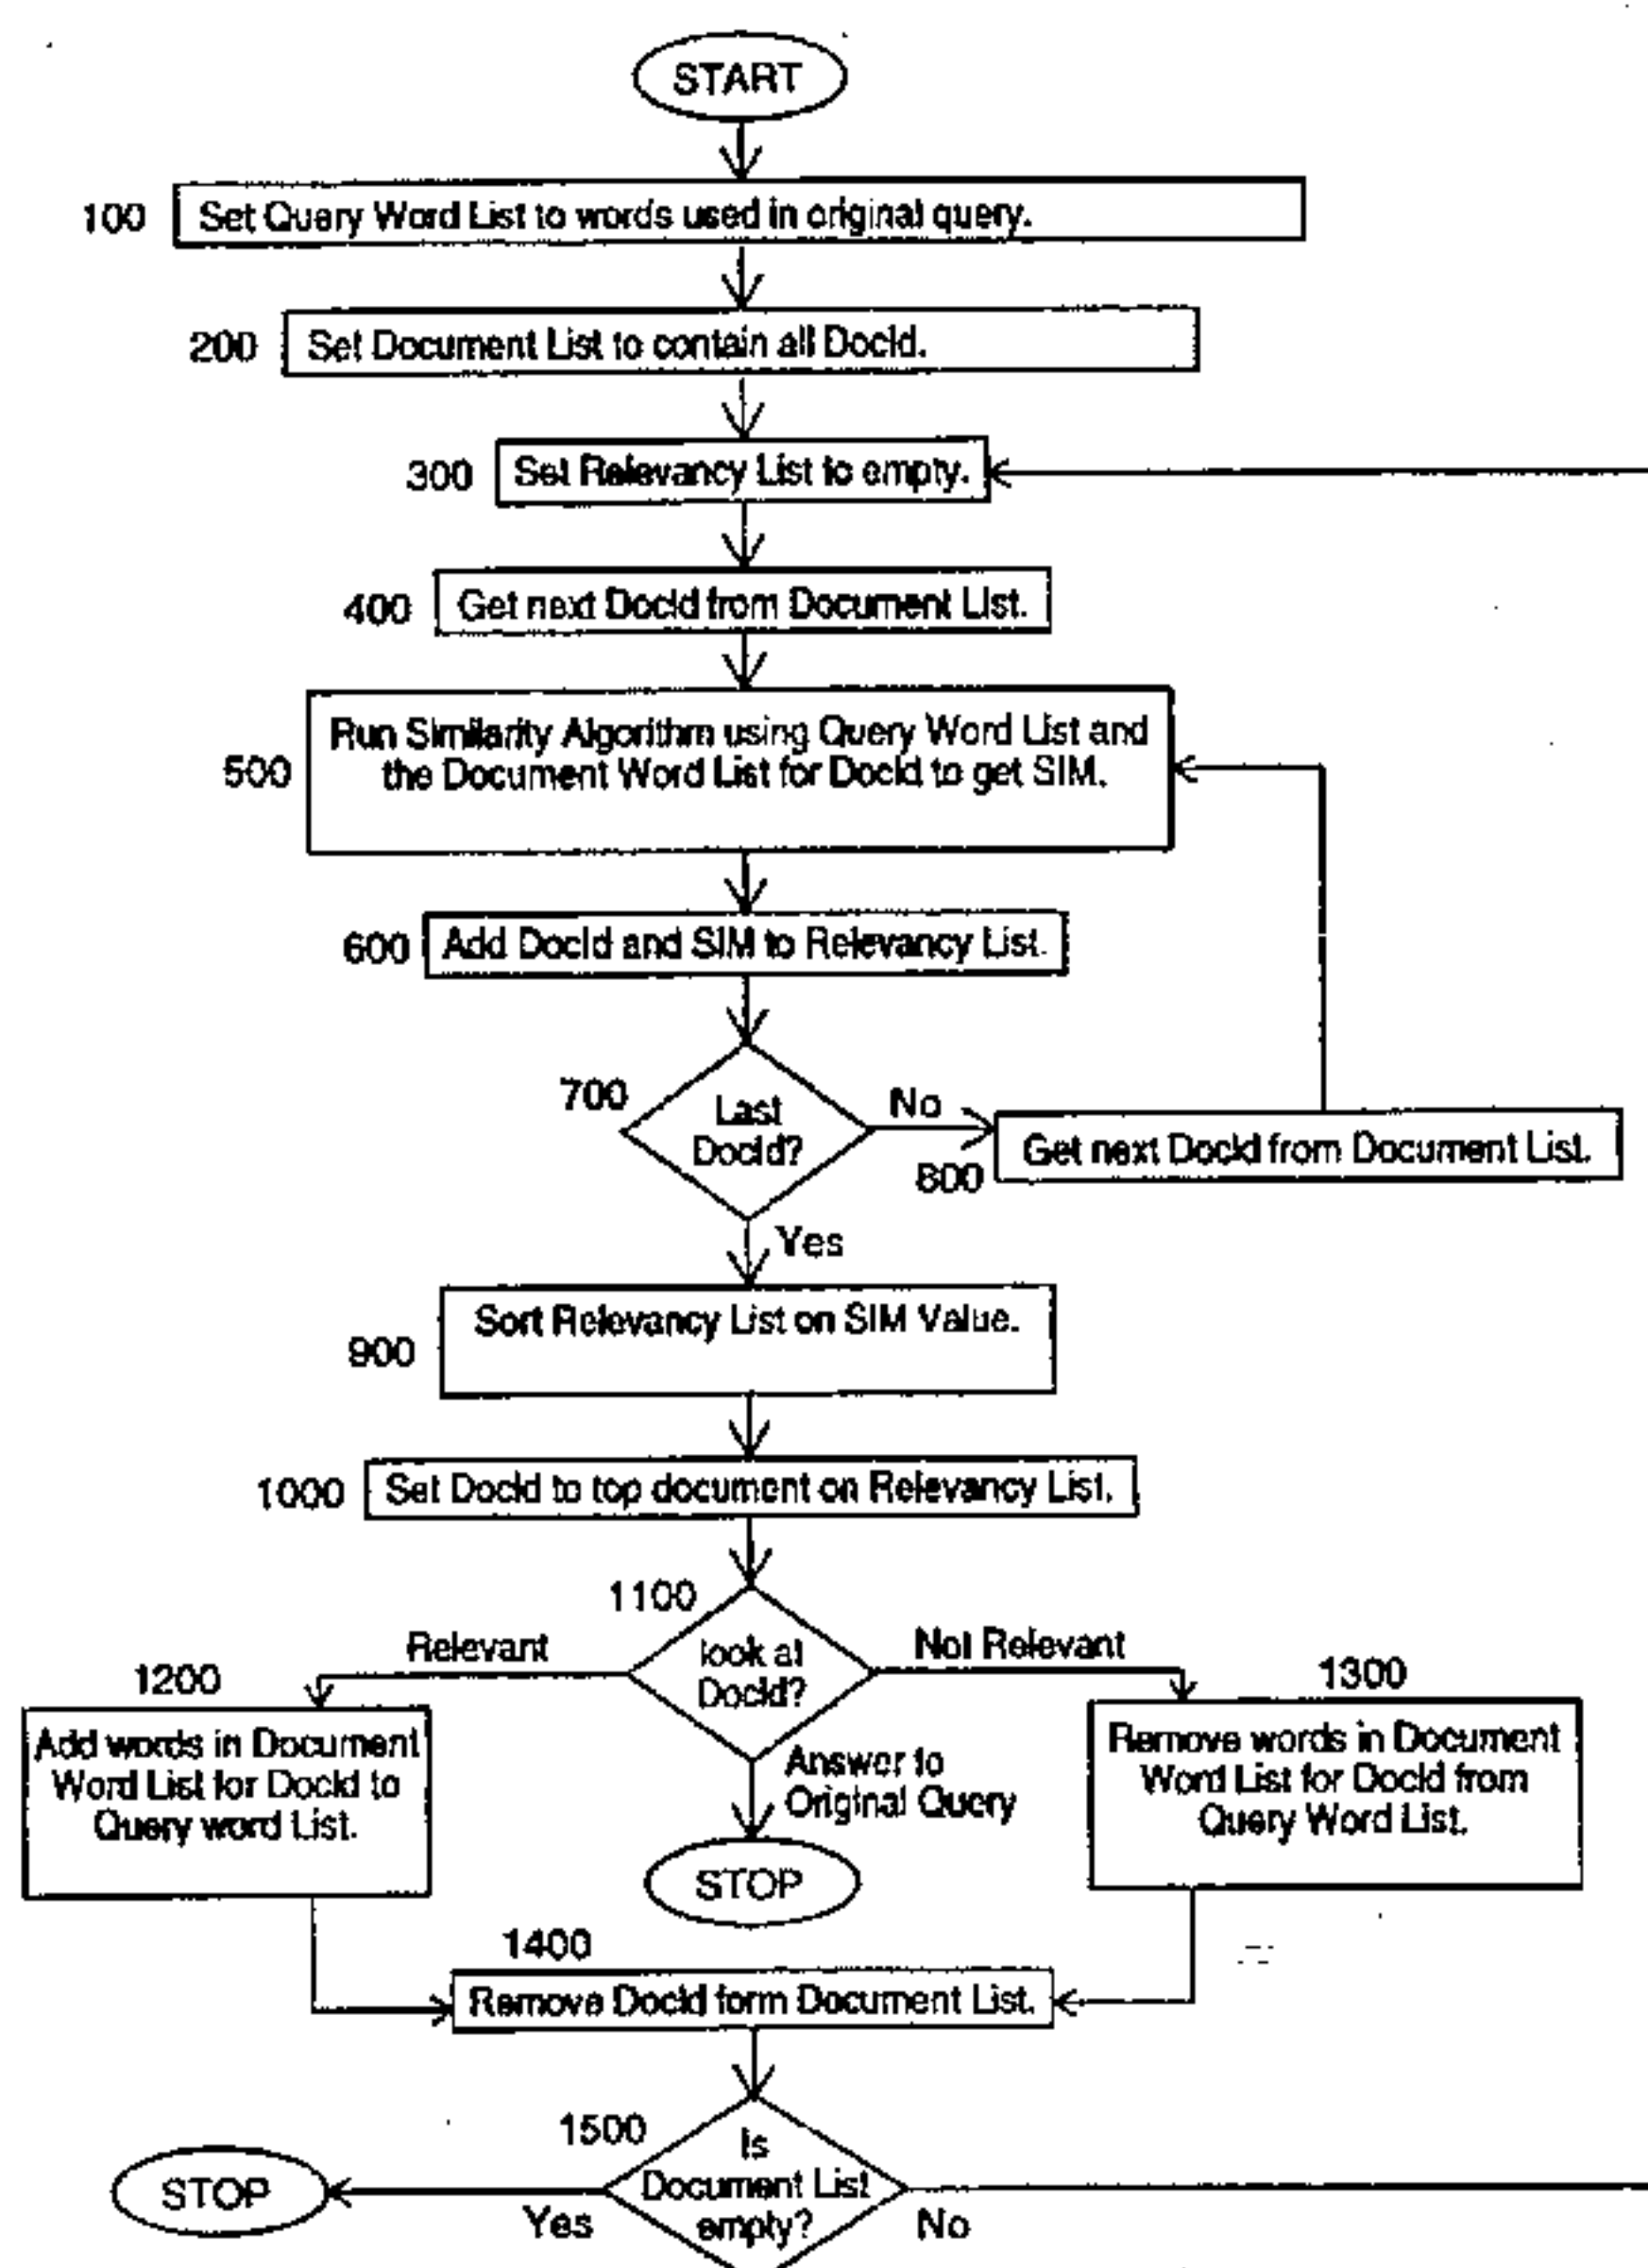 START
100
Set Query Word List to words used in original query.
200
Set Document List to contain all DocId.
300
Set Relevancy List to empty.
400
Get next DocId from Document List.
500
Run Similarity Algorithm using Query Word List and
the Document Word List for DocId to get SIM.
600
Add DocId and SIM to Relevancy List.
700
Last
DocId?
No
800
Get next DocId from Document List.
Yes
900
Sort Relevancy List on SIM Value.
1000
Set DocId to top document on Relevancy List.
1100
look at
DocId?
Relevant
Not Relevant
1200
Add words in Document
Word List for DocId to
Query word List.
Answer to
Original Query
STOP
1300
Remove words in Document
Word List for DocId from
Query Word List.
1400
Remove DocId form Document List.
1500
Is
Document List
empty?
Yes
No
STOP